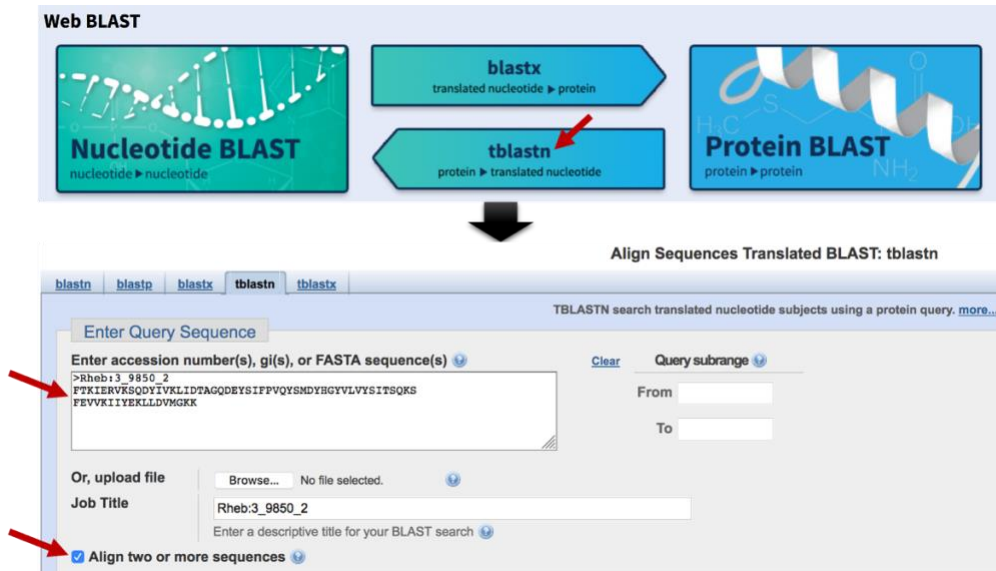 Web BLAST
Nucleotide BLAST
nucleotide ▶ nucleotide
blastx
translated nucleotide ▶ protein
tblastn
protein ▶ translated nucleotide
Protein BLAST
protein ▶ protein
H₃C
S
O
OH
NH₂
Align Sequences Translated BLAST: tblastn
blastn blastp blastx tblastn tblastx
TBLASTN search translated nucleotide subjects using a protein query. more...
Enter Query Sequence
Enter accession number(s), gi(s), or FASTA sequence(s) Clear Query subrange
>Rheb:3_9850_2
FTKIERVKSQDYIVKLIDTAGQDEYSIFPVQYSMDYHGYVLVYSITSQKS
FEVVKIIYEKLLDVMGKK
From
To
Or, upload file Browse... No file selected.
Job Title Rheb:3_9850_2
Enter a descriptive title for your BLAST search
Align two or more sequences